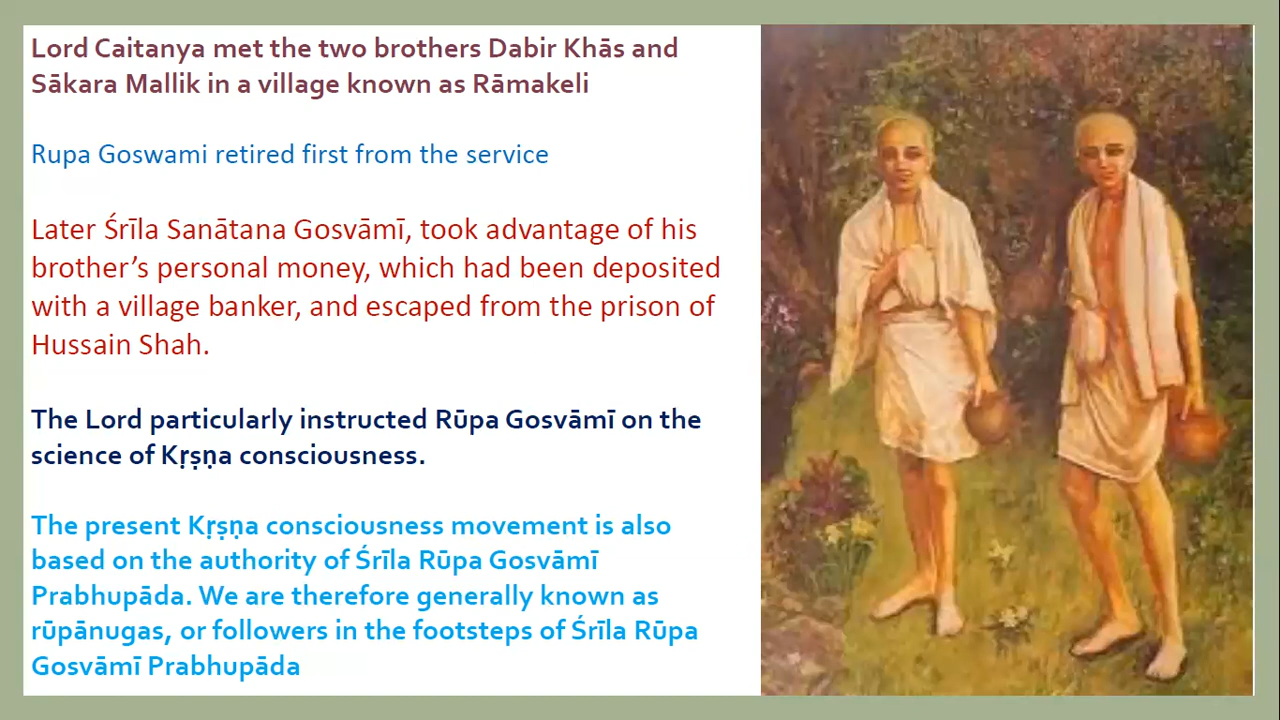 Lord Caitanya met the two brothers Dabir Khās and
Sākara Mallik in a village known as Rāmakeli
Rupa Goswami retired first from the service
Later Śrīla Sanātana Gosvāmī, took advantage of his
brother’s personal money, which had been deposited
with a village banker, and escaped from the prison of
Hussain Shah.
The Lord particularly instructed Rūpa Gosvāmī on the
science of Kṛṣṇa consciousness.
The present Kṛṣṇa consciousness movement is also
based on the authority of Śrīla Rūpa Gosvāmī
Prabhupāda. We are therefore generally known as
rūpānugas, or followers in the footsteps of Śrīla Rūpa
Gosvāmī Prabhupāda